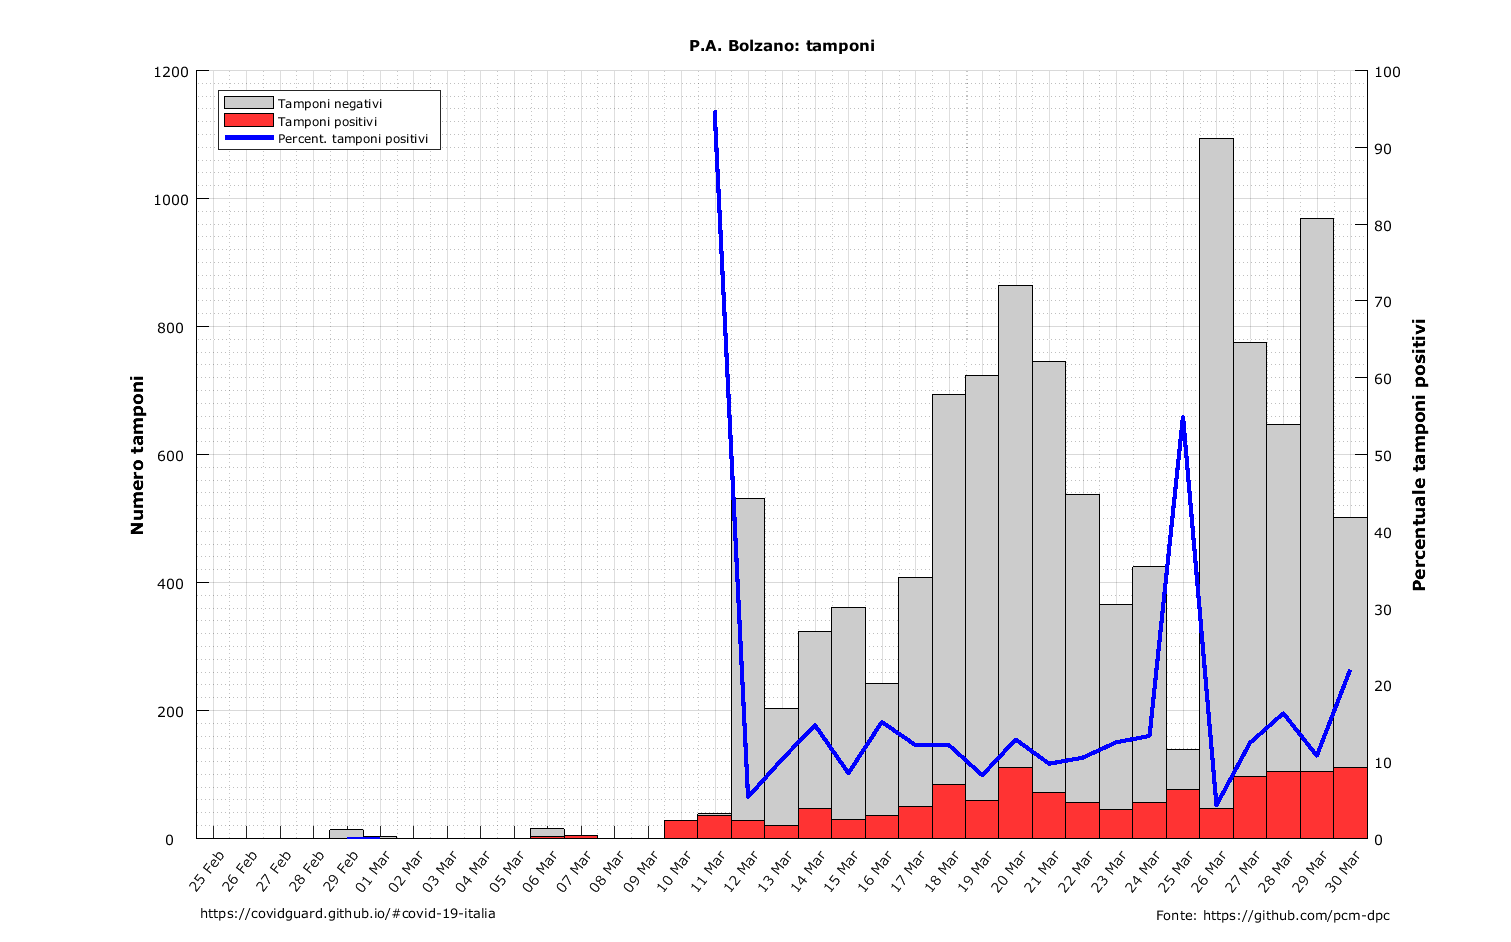 P.A. Bolzano: tamponi
Tamponi negativi
Tamponi positivi
Percent. tamponi positivi
Numero tamponi
1200
1000
800
600
400
200
0
100
90
80
70
60
50
40
30
20
10
0
Percentuale tamponi positivi
25 Feb
26 Feb
27 Feb
28 Feb
29 Feb
01 Mar
02 Mar
03 Mar
04 Mar
05 Mar
06 Mar
07 Mar
08 Mar
09 Mar
10 Mar
11 Mar
12 Mar
13 Mar
14 Mar
15 Mar
16 Mar
17 Mar
18 Mar
19 Mar
20 Mar
21 Mar
22 Mar
23 Mar
24 Mar
25 Mar
26 Mar
27 Mar
28 Mar
29 Mar
30 Mar
https://covidguard.github.io/#covid-19-italia
Fonte: https://github.com/pcm-dpc